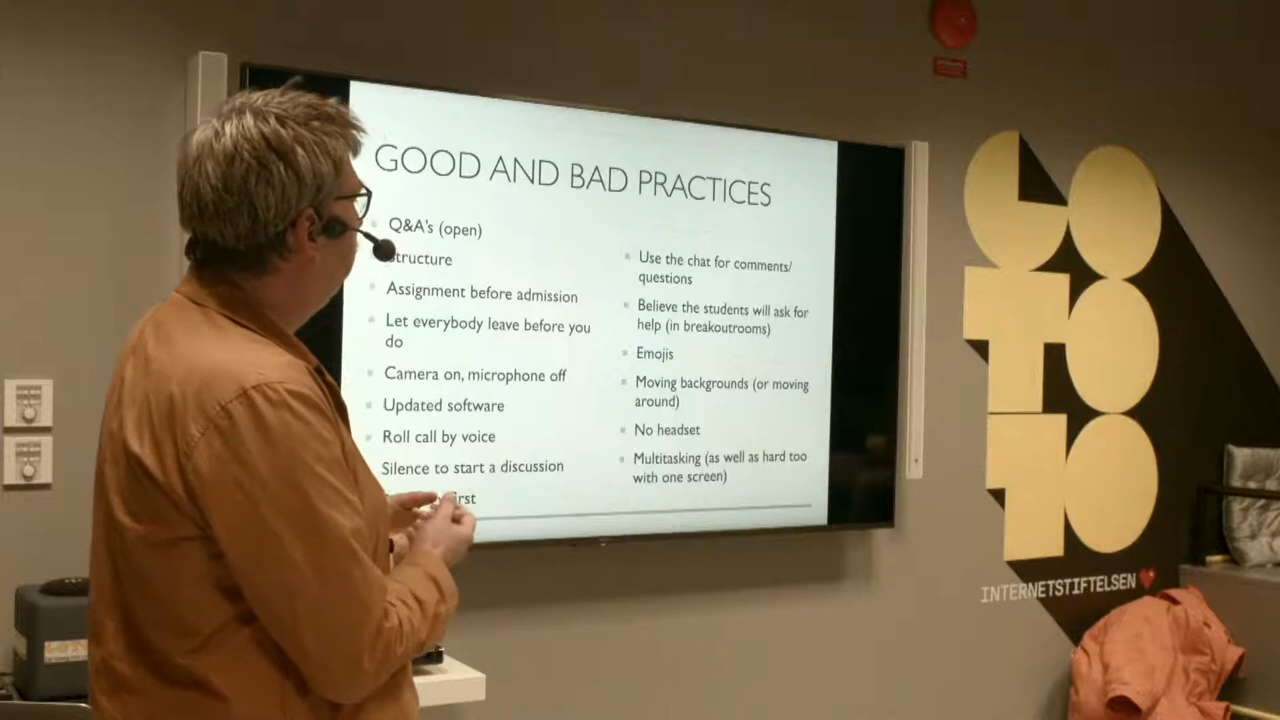 GOOD AND BAD PRACTICES
Q&A's (open)
structure
Assignment before admission
Let everybody leave before you
do
Camera on, microphone off
Updated software
Roll call by voice
Silence to start a discussion
Use the chat for comments/
questions
Believe the students will ask for
help (in breakoutrooms)
Emojis
Moving backgrounds (or moving
around)
No headset
Multitasking (as well as hard too
with one screen)
GOTO 10
INTERNETSTIFTELSEN